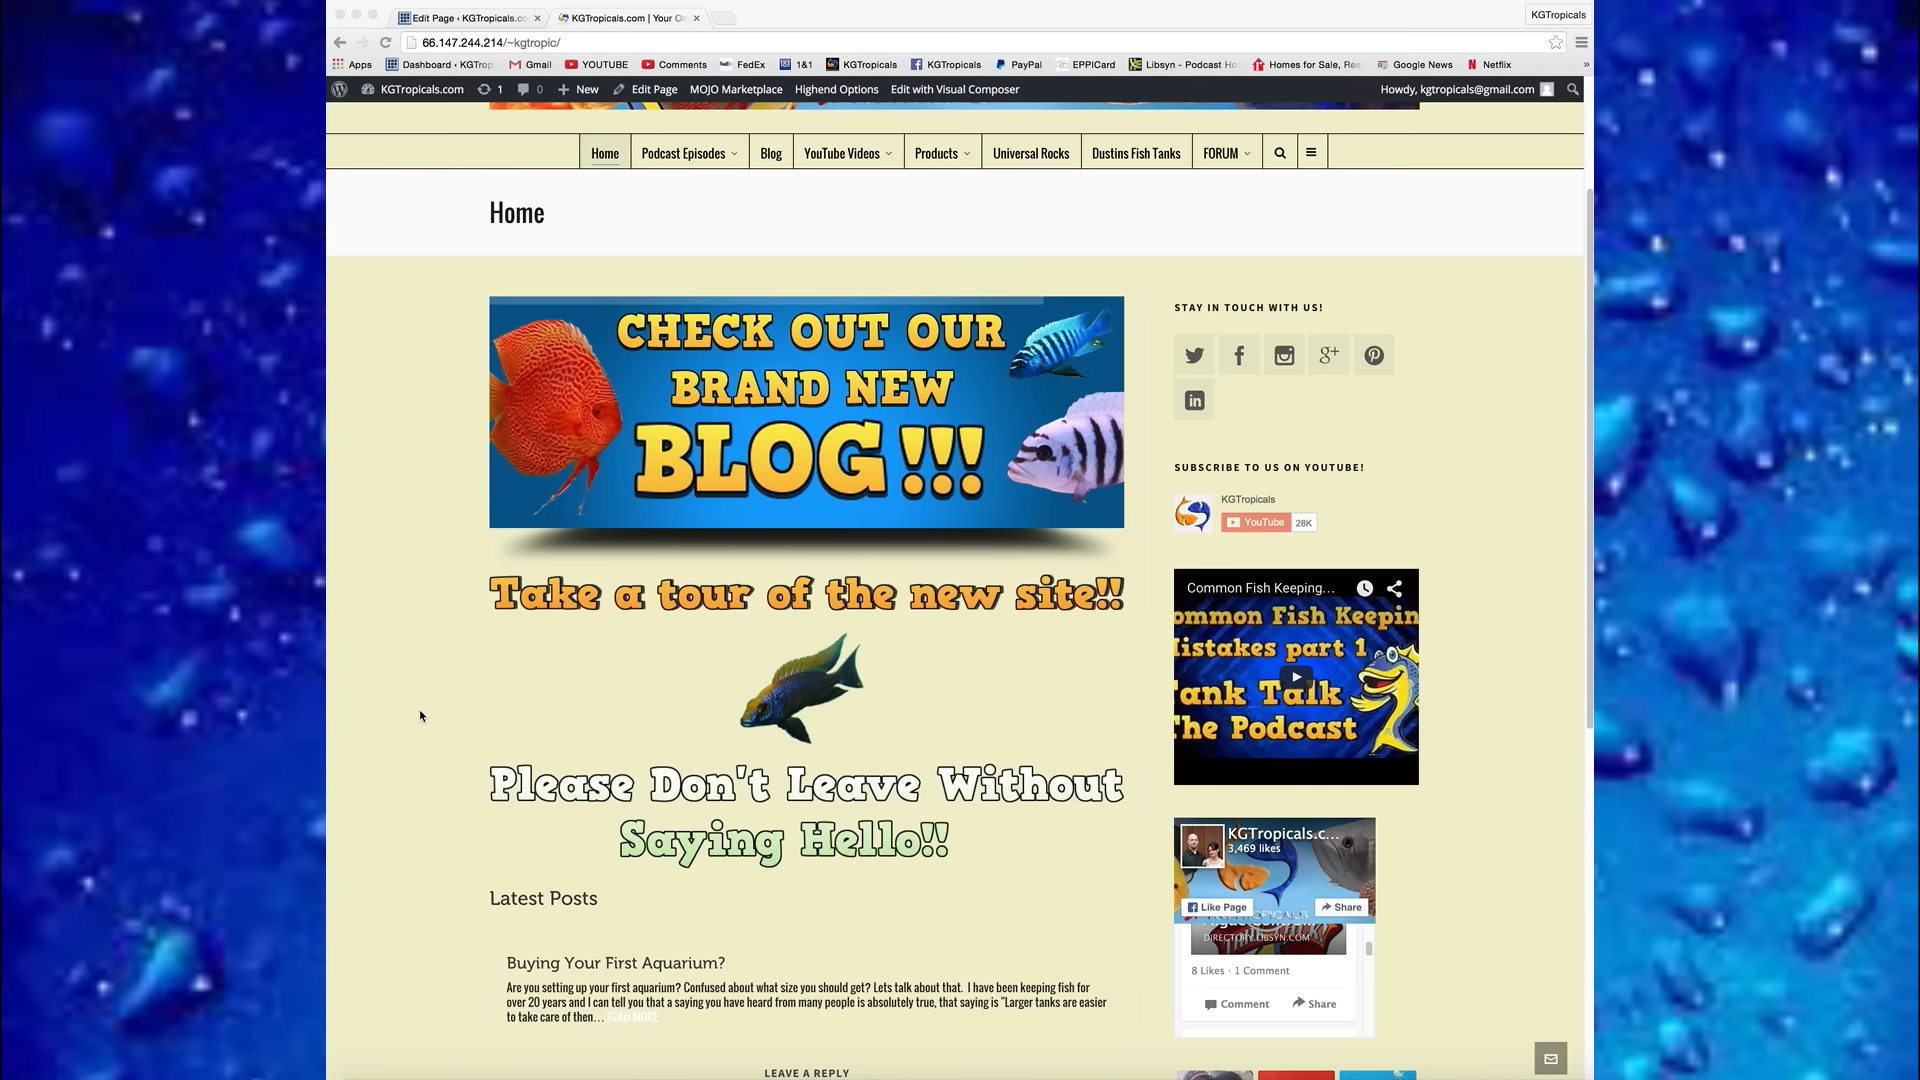 Edit Page ‹ KGTropicals.co
KGTropicals.com | Your On
KGTropicals
66.147.244.214/~kgtropic/
Apps
Dashboard ‹ KGTrop
Gmail
YOUTUBE
Comments
FedEx
1&1
KGTropicals
KGTropicals
PayPal
EPPICard
Libsyn - Podcast Ho
Homes for Sale, Rea
Google News
Netflix
»
KGTropicals.com
1
0
New
Edit Page
MOJO Marketplace
Highend Options
Edit with Visual Composer
Howdy, kgtropicals@gmail.com
Home
Podcast Episodes
Blog
YouTube Videos
Products
Universal Rocks
Dustins Fish Tanks
FORUM
Home
CHECK OUT OUR
BRAND NEW
BLOG!!!
Take a tour of the new site!!
Please Don't Leave Without
Saying Hello!!
Latest Posts
Buying Your First Aquarium?
Are you setting up your first aquarium? Confused about what size you should get? Lets talk about that. I have been keeping fish for
over 20 years and I can tell you that a saying you have heard from many people is absolutely true, that saying is "Larger tanks are easier
to take care of then… READ MORE
LEAVE A REPLY
STAY IN TOUCH WITH US!
SUBSCRIBE TO US ON YOUTUBE!
KGTropicals
YouTube
28K
Common Fish Keeping...
ommon Fish Keepin
istakes part 1
Tank Talk
The Podcast
KGTropicals.c...
3,469 likes
Like Page
Share
DIRECTORY.LIBSYN.COM
8 Likes · 1 Comment
Comment
Share